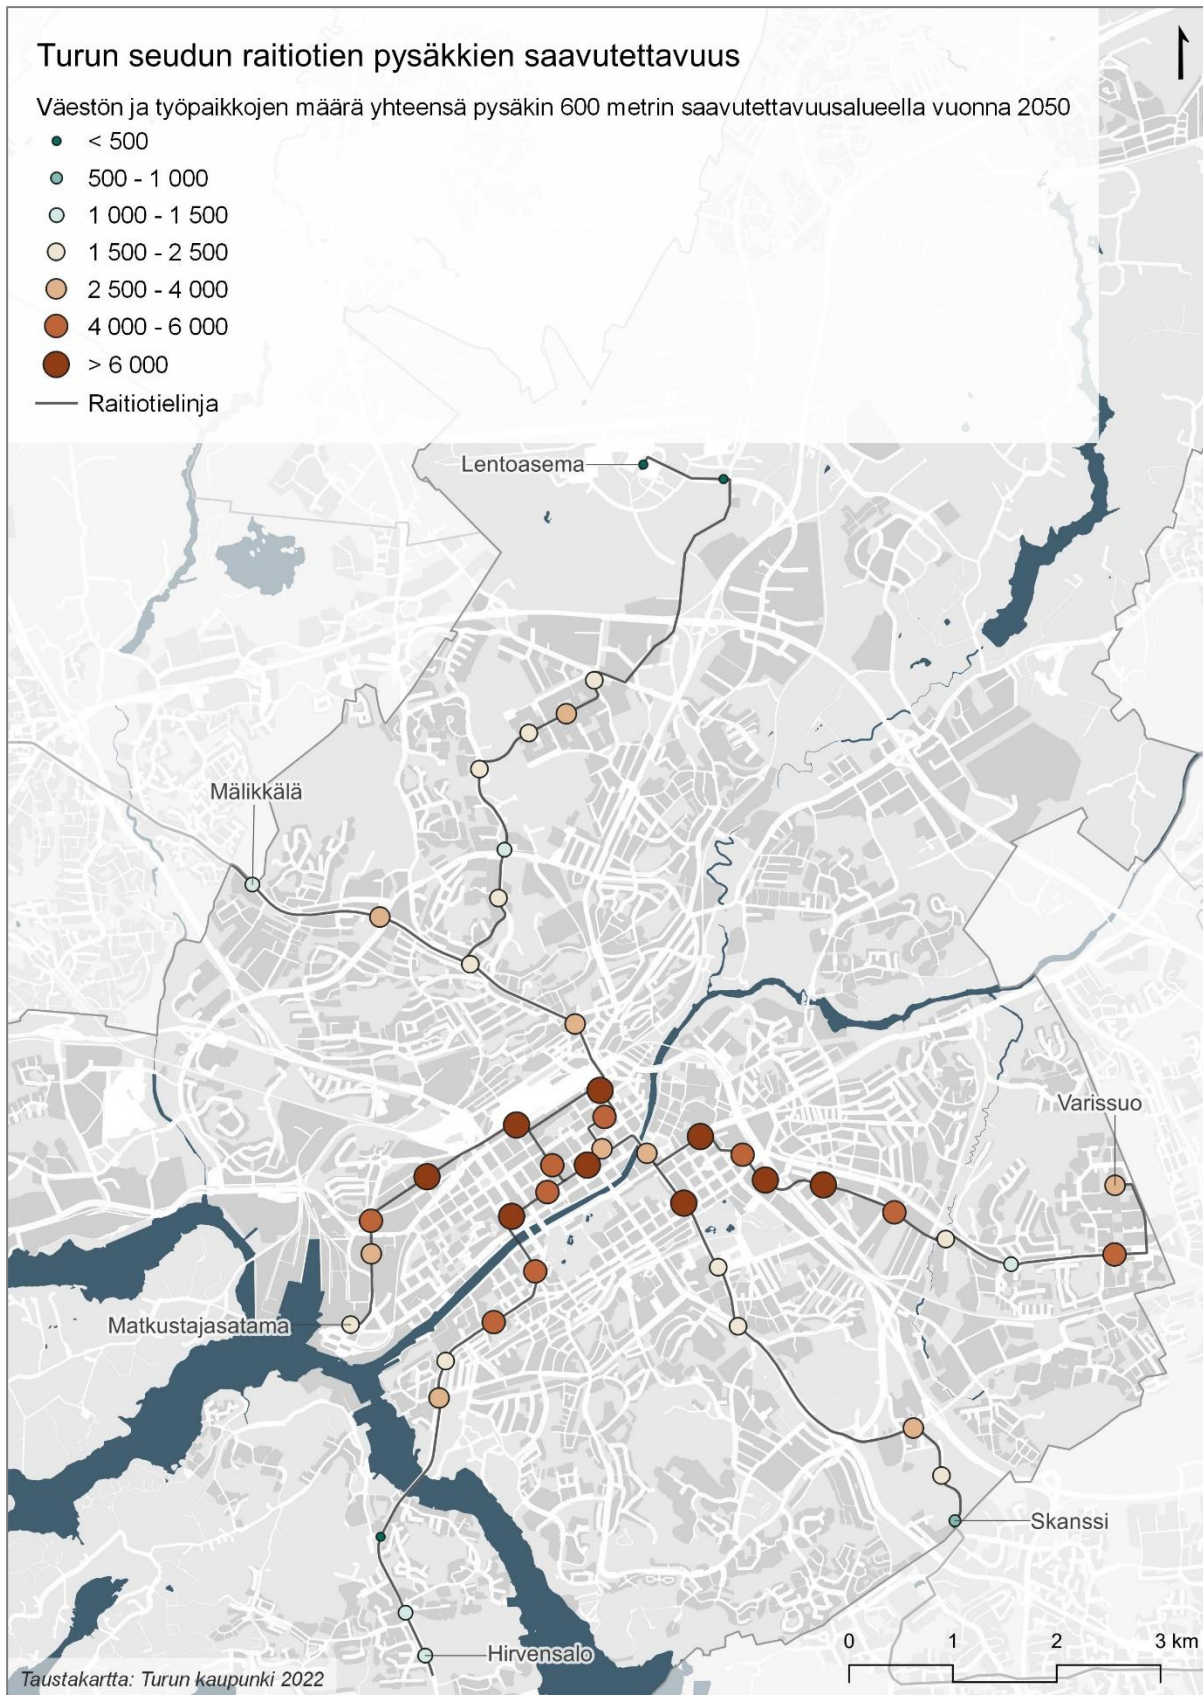 Turun seudun raitiotien pysäkkien saavutettavuus
Väestön ja työpaikkojen määrä yhteensä pysäkin 600 metrin saavutettavuusalueella vuonna 2050
< 500
500 - 1 000
1 000 - 1 500
1 500 - 2 500
2 500 - 4 000
4 000 - 6 000
> 6 000
Raitiotielinja
Lentoasema
Mälikkälä
Varissuo
Matkustajasatama
Skanssi
Hirvensalo
0 1 2 3 km
Taustakartta: Turun kaupunki 2022